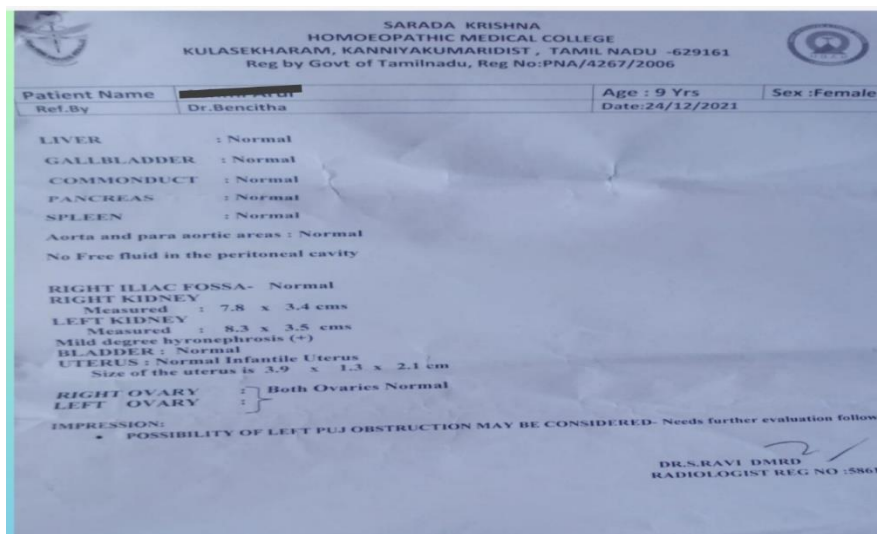 SARADA KRISHNA
HOMOEOPATHIC MEDICAL COLLEGE
KULASEKHARAM, KANNIYAKUMARIDIST , TAMIL NADU -629161
Reg by Govt of Tamilnadu, Reg No:PNA/4267/2006
Patient Name Age : 9 Yrs Sex :Female
Ref.By Dr.Bencitha Date:24/12/2021
LIVER : Normal
GALLBLADDER : Normal
COMMONDUCT : Normal
PANCREAS : Normal
SPLEEN : Normal
Aorta and para aortic areas : Normal
No Free fluid in the peritoneal cavity
RIGHT ILIAC FOSSA- Normal
RIGHT KIDNEY
Measured : 7.8 x 3.4 cms
LEFT KIDNEY
Measured : 8.3 x 3.5 cms
Mild degree hyronephrosis (+)
BLADDER : Normal
UTERUS : Normal Infantile Uterus
Size of the uterus is 3.9 x 1.3 x 2.1 cm
RIGHT OVARY : Both Ovaries Normal
LEFT OVARY :
IMPRESSION:
• POSSIBILITY OF LEFT PUJ OBSTRUCTION MAY BE CONSIDERED- Needs further evaluation follow
DR.S.RAVI DMRD
RADIOLOGIST REG NO :5861